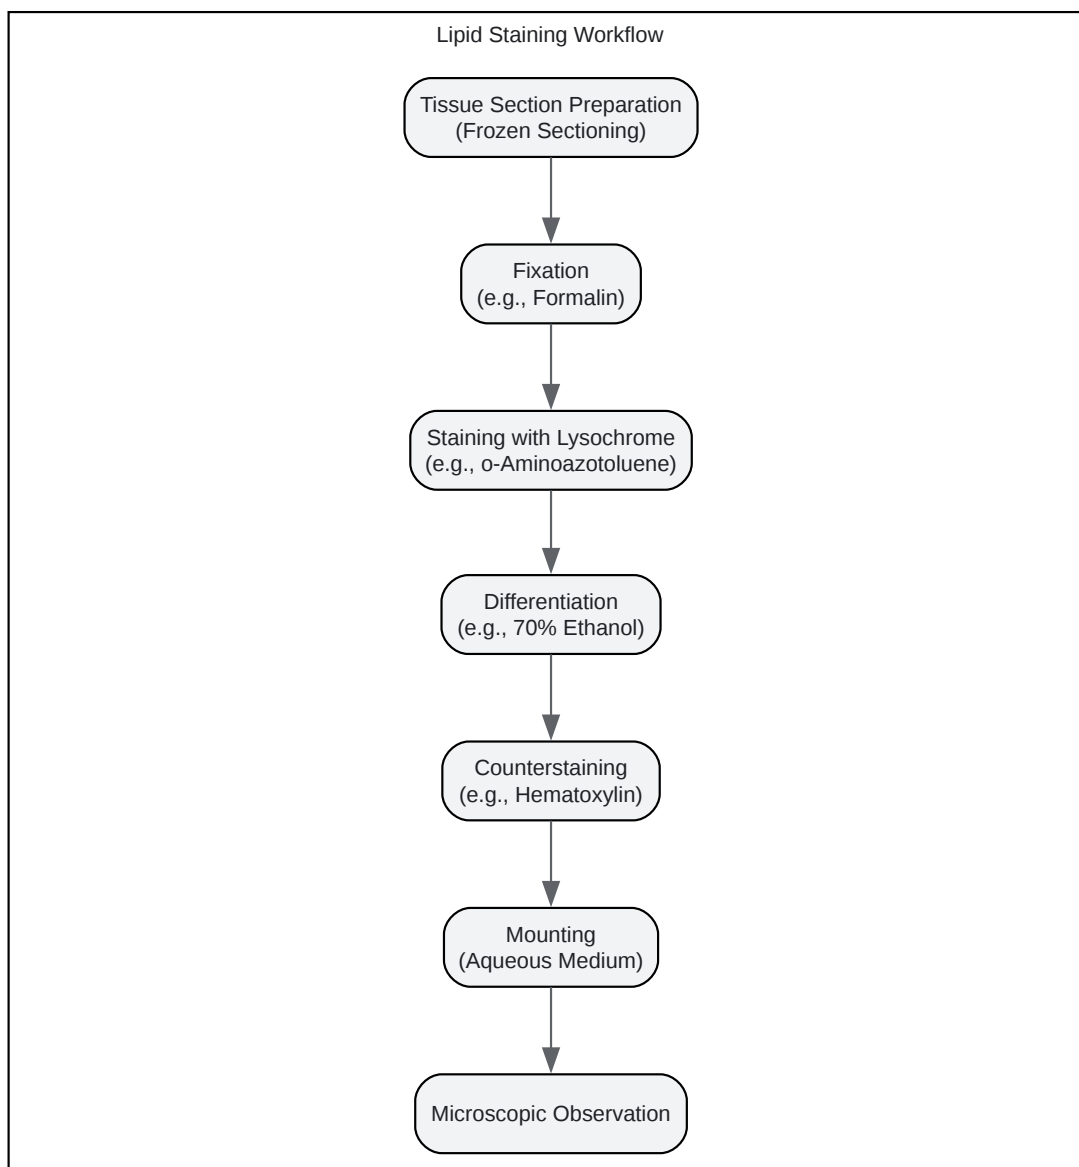 Lipid Staining Workflow
Tissue Section Preparation
(Frozen Sectioning)
Fixation
(e.g., Formalin)
Staining with Lysochrome
(e.g., o-Aminoazotoluene)
Differentiation
(e.g., 70% Ethanol)
Counterstaining
(e.g., Hematoxylin)
Mounting
(Aqueous Medium)
Microscopic Observation